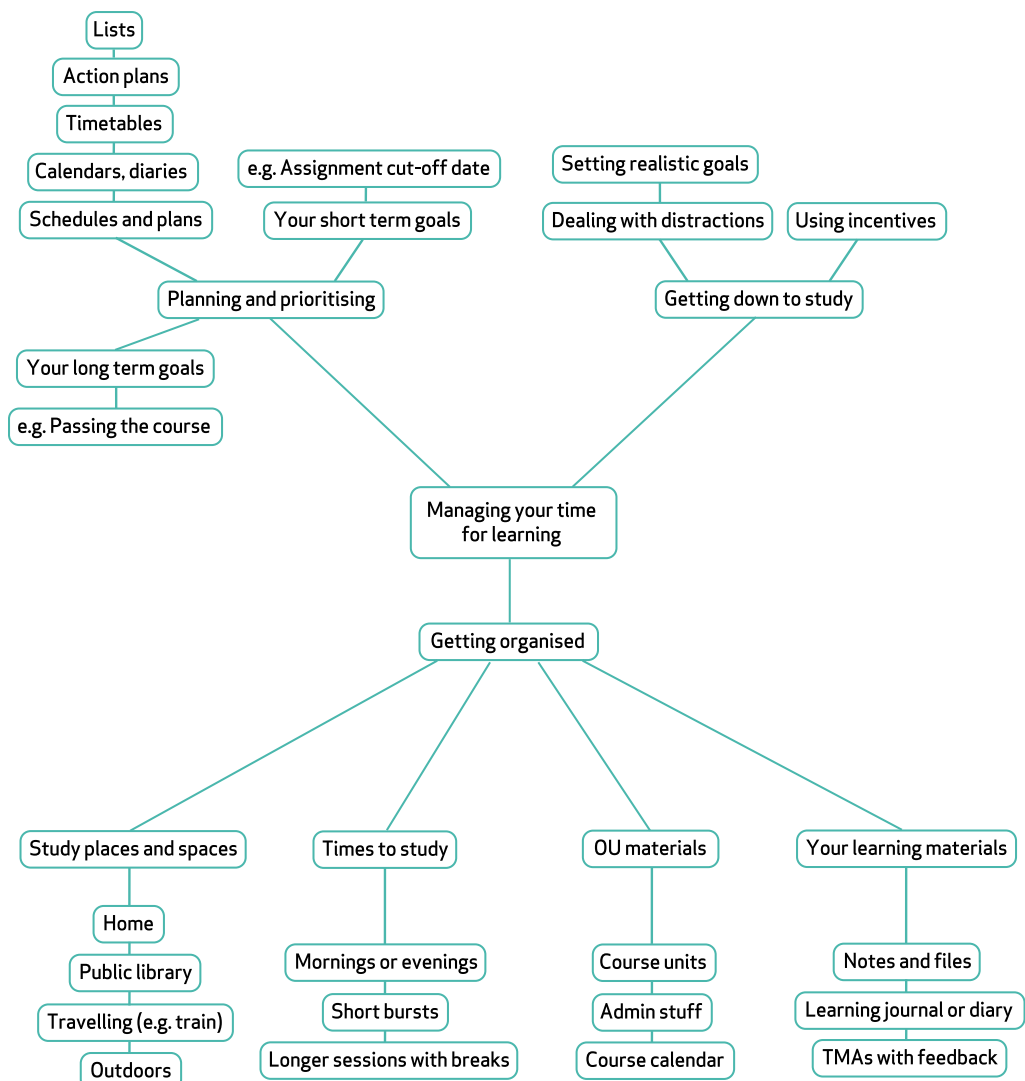 Lists
Action plans
Timetables
Calendars, diaries
Schedules and plans
e.g. Assignment cut-off date
Your short term goals
Setting realistic goals
Dealing with distractions
Using incentives
Planning and prioritising
Getting down to study
Your long term goals
e.g. Passing the course
Managing your time
for learning
Getting organised
Study places and spaces
Home
Public library
Travelling (e.g. train)
Outdoors
Times to study
Mornings or evenings
Short bursts
Longer sessions with breaks
OU materials
Course units
Admin stuff
Course calendar
Your learning materials
Notes and files
Learning journal or diary
TMAs with feedback